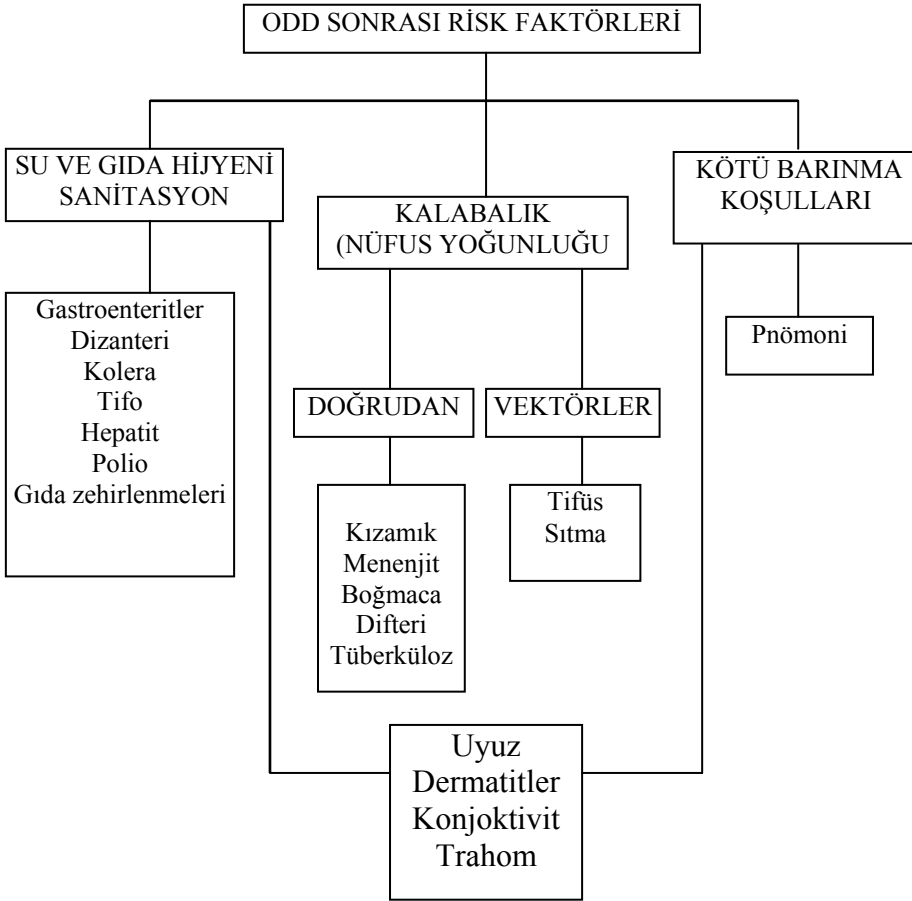 ODD SONRASI RİSK FAKTÖRLERİ
SU VE GIDA HİJYENİ
SANİTASYON
KALABALIK
(NÜFUS YOĞUNLUĞU
KÖTÜ BARINMA
KOŞULLARI
Gastroenteritler
Dizanteri
Kolera
Tifo
Hepatit
Polio
Gıda zehirlenmeleri
DOĞRUDAN
VEKTÖRLER
Pnömoni
Kızamık
Menenjit
Boğmaca
Difteri
Tüberküloz
Tifüs
Sıtma
Uyuz
Dermatitler
Konjoktivit
Trahom